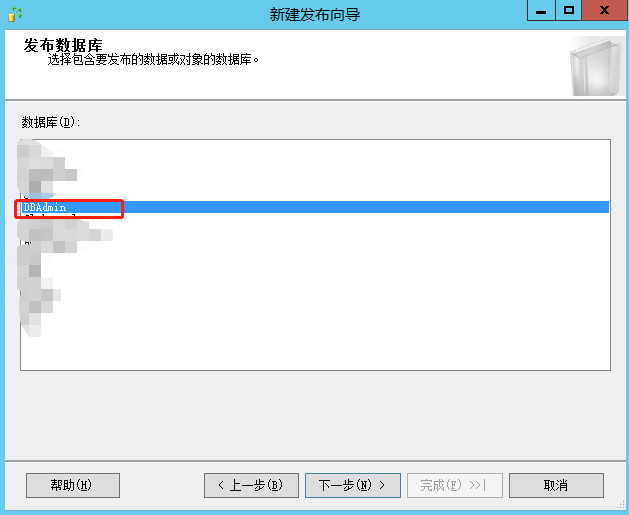 新建发布向导
发布数据库
选择包含要发布的数据或对象的数据库。
数据库(D):
DBAdmin
帮助(H)
< 上一步(B)
下一步(N) >
完成(F) >>|
取消